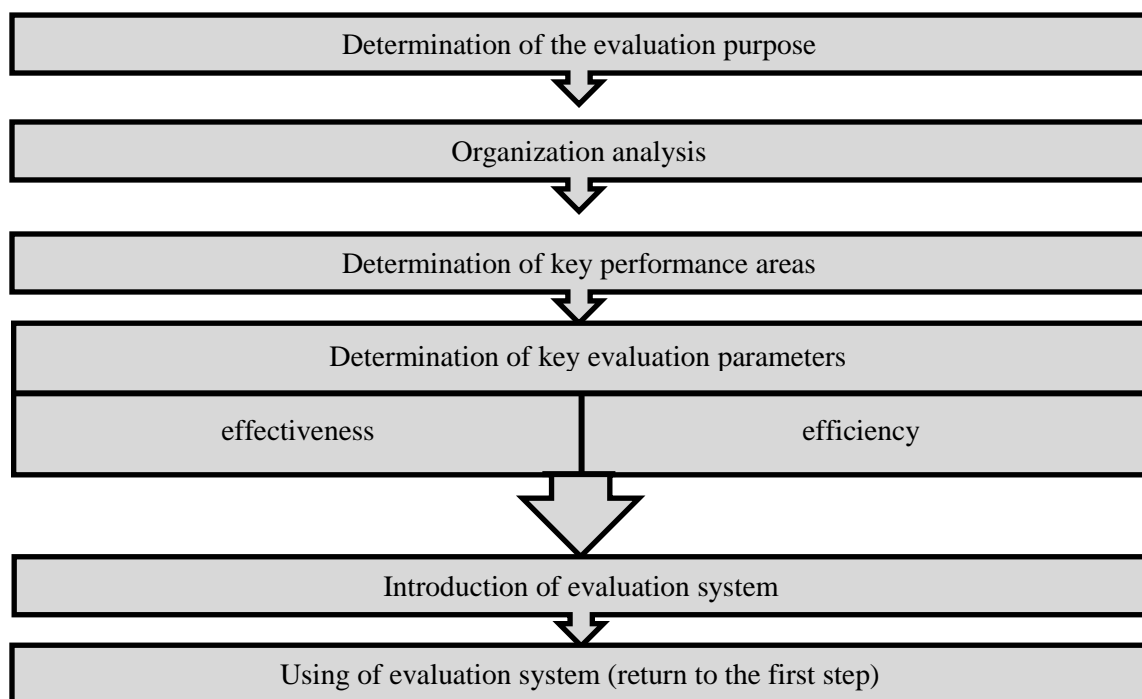 Determination of the evaluation purpose
Organization analysis
Determination of key performance areas
Determination of key evaluation parameters
effectiveness
efficiency
Introduction of evaluation system
Using of evaluation system (return to the first step)